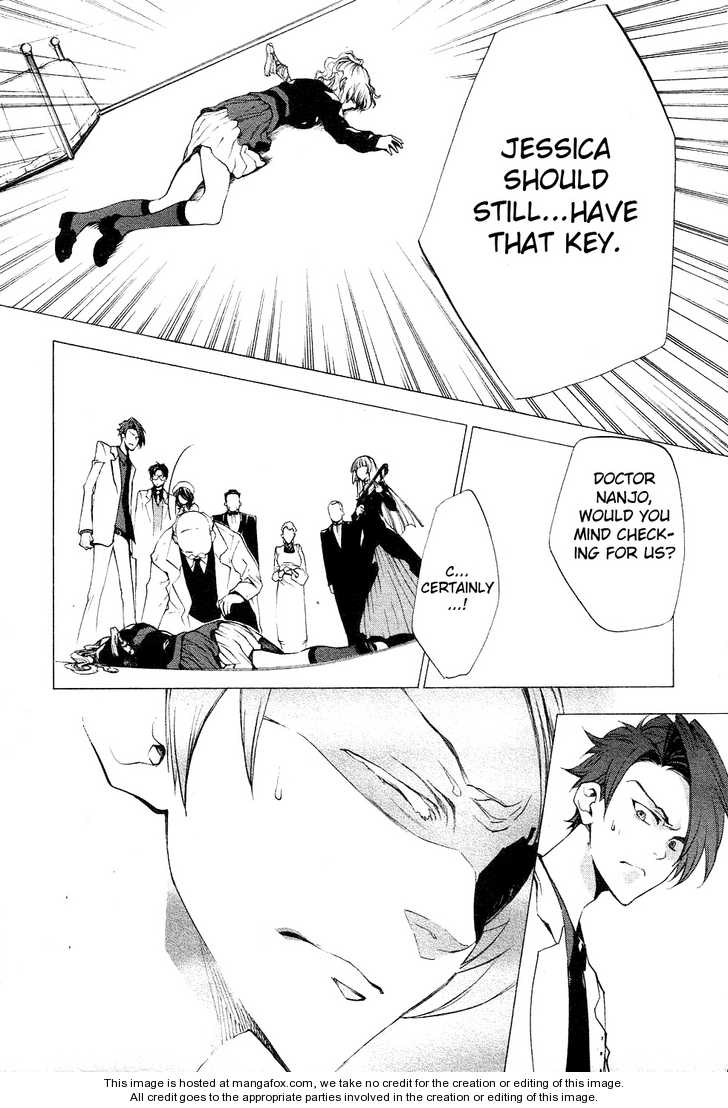 JESSICA
SHOULD
STILL...HAVE
THAT KEY.
DOCTOR
NANJO,
WOULD YOU
MIND CHECK-
ING FOR US?
C...
CERTAINLY
...!
This image is hosted at mangafox.com, we take no credit for the creation or editing of this image.
All credit goes to the appropriate parties involved in the creation or editing of this image.